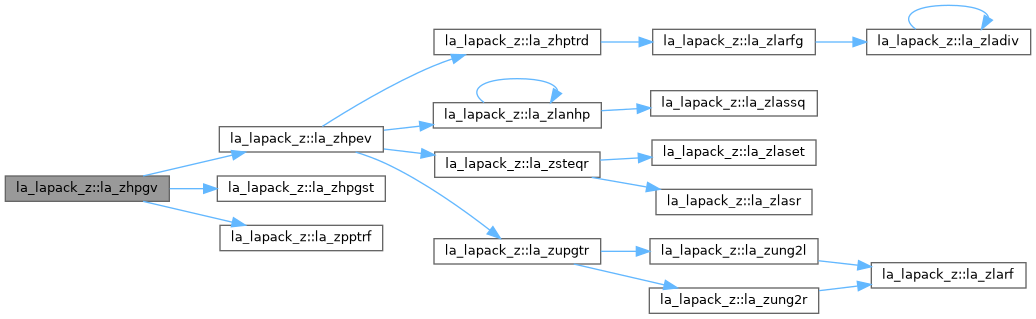 la_lapack_z::la_zhpgv
la_lapack_z::la_zhpev
la_lapack_z::la_zhpgst
la_lapack_z::la_zpptrf
la_lapack_z::la_zhptrd
la_lapack_z::la_zlanhp
la_lapack_z::la_zsteqr
la_lapack_z::la_zupgtr
la_lapack_z::la_zlarfg
la_lapack_z::la_zlassq
la_lapack_z::la_zlaset
la_lapack_z::la_zlasr
la_lapack_z::la_zung2l
la_lapack_z::la_zung2r
la_lapack_z::la_zladiv
la_lapack_z::la_zlarf